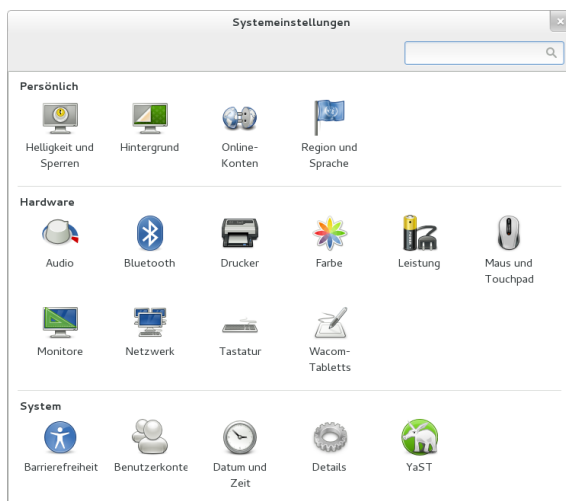 Systemeinstellungen
Persönlich
Helligkeit und Sperren
Hintergrund
Online-Konten
Region und Sprache
Hardware
Audio
Bluetooth
Drucker
Farbe
Leistung
Maus und Touchpad
Monitore
Netzwerk
Tastatur
Wacom-Tabletts
System
Barrierefreiheit
Benutzerkonte
Datum und Zeit
Details
YaST